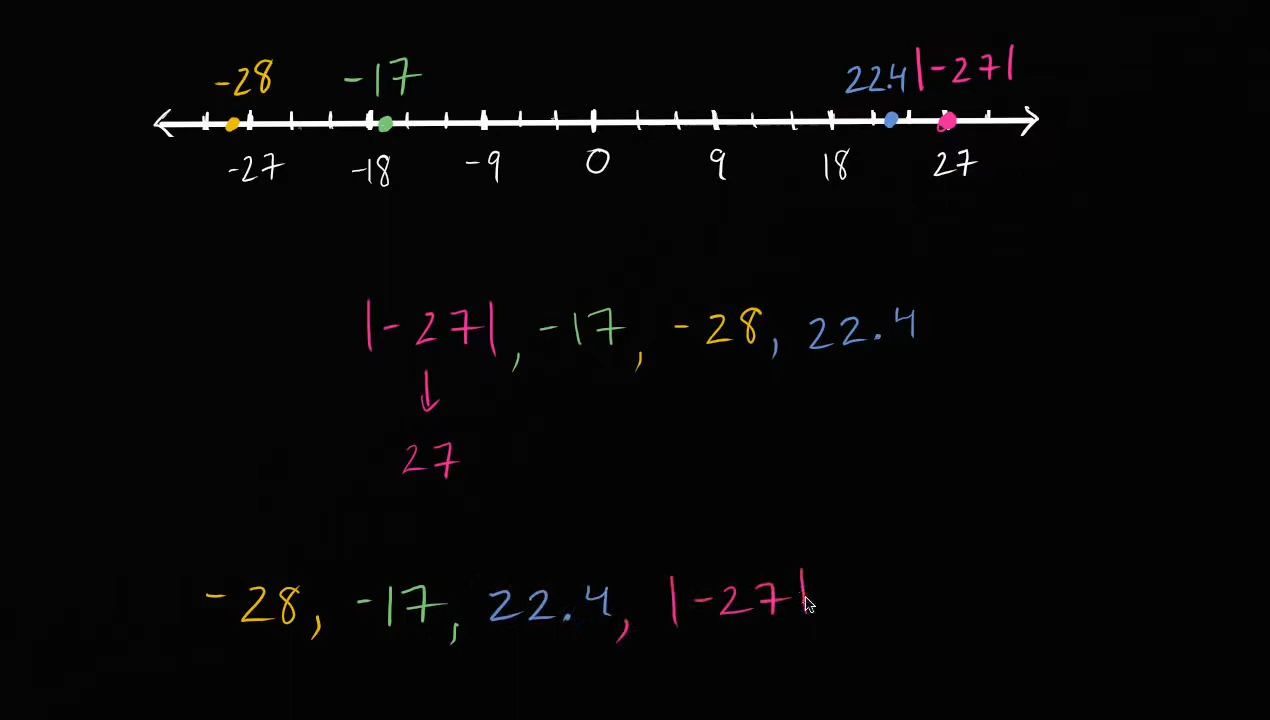 -28 -17 22.4 |-27|
-27 -18 -9 0 9 18 27
|-27|, -17, -28, 22.4
27
-28, -17, 22.4, |-27|